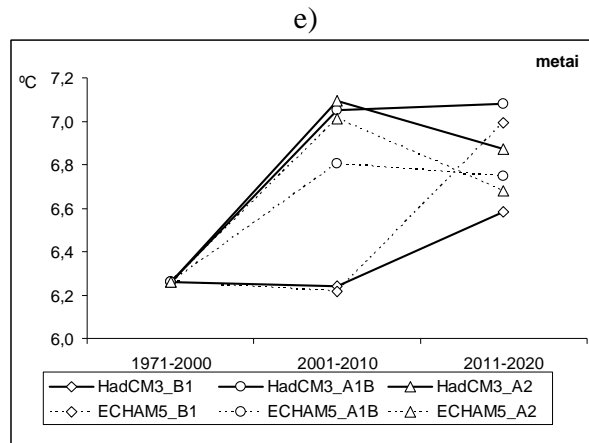 e)
metai
ºC
7,2
7,0
6,8
6,6
6,4
6,2
6,0
1971-2000 2001-2010 2011-2020
HadCM3_B1 HadCM3_A1B HadCM3_A2
ECHAM5_B1 ECHAM5_A1B ECHAM5_A2